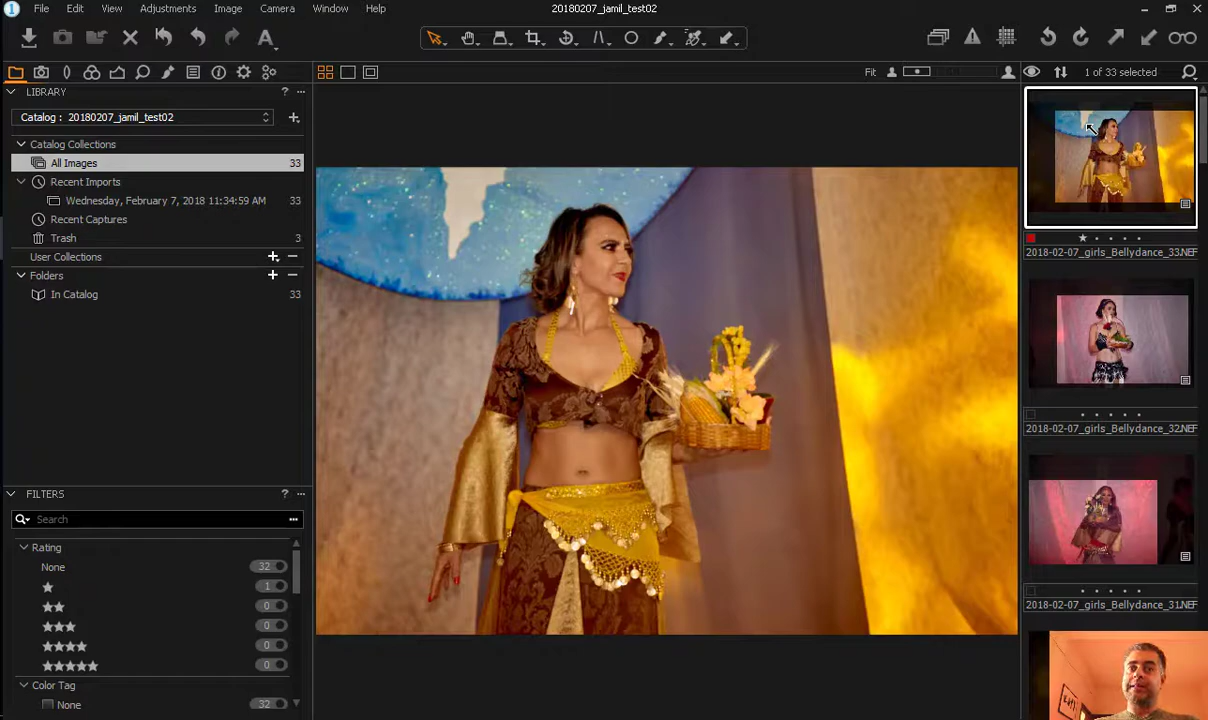 File Edit View Adjustments Image Camera Window Help 20180207_jamil_test02
Fit 1 of 33 selected
LIBRARY ?
Catalog : 20180207_jamil_test02
Catalog Collections
All Images 33
Recent Imports
Wednesday, February 7, 2018 11:34:59 AM 33
Recent Captures
Trash 3
User Collections
Folders
In Catalog 33
FILTERS ?
Search
Rating
None 32
1
0
0
0
0
Color Tag
None 32
2018-02-07_girls_Bellydance_33.NEF
2018-02-07_girls_Bellydance_32.NEF
2018-02-07_girls_Bellydance_31.NEF